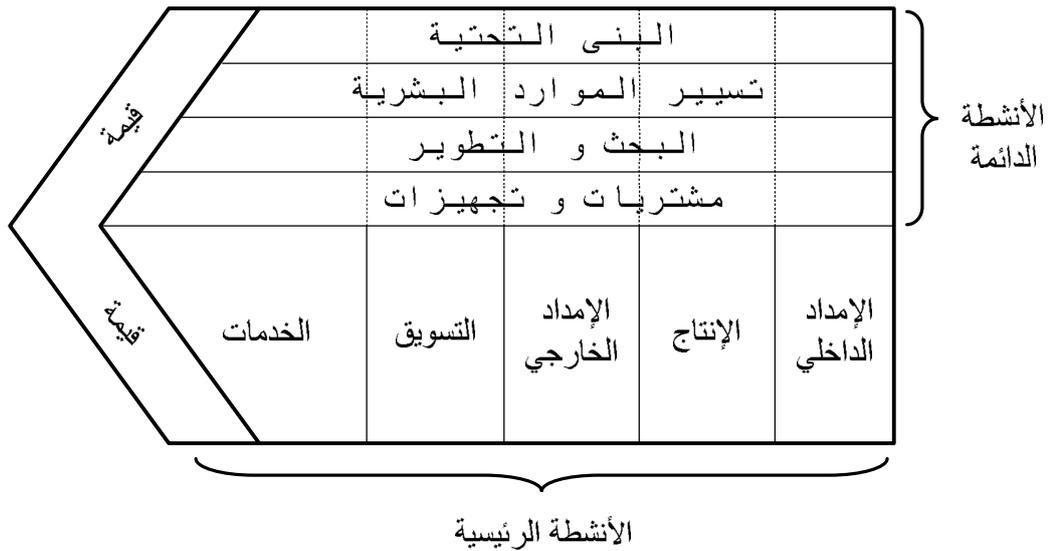 البنى التحتية
تسيير الموارد البشرية
البحث و التطوير
مشتريات و تجهيزات
الأنشطة
الدائمة
قيمة
قيمة
الإمداد
الداخلي
الإنتاج
الإمداد
الخارجي
التسويق
الخدمات
الأنشطة الرئيسية